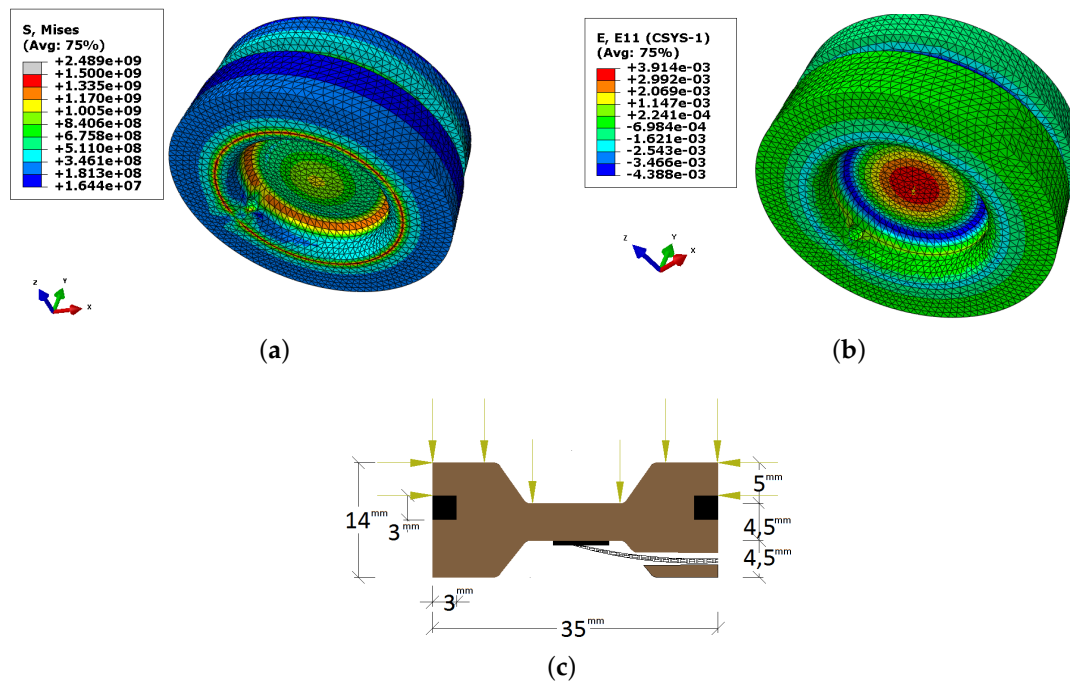 S, Mises
(Avg: 75%)
+2.489e+09
+1.500e+09
+1.335e+09
+1.170e+09
+1.005e+09
+8.406e+08
+6.758e+08
+5.110e+08
+3.461e+08
+1.813e+08
+1.644e+07
Z
Y
X
(a)
E, E11 (CSYS-1)
(Avg: 75%)
+3.914e-03
+2.992e-03
+2.069e-03
+1.147e-03
+2.241e-04
-6.984e-04
-1.621e-03
-2.543e-03
-3.466e-03
-4.388e-03
Z
Y
X
(b)
14mm
3mm
3mm
35mm
5mm
4,5mm
4,5mm
(c)